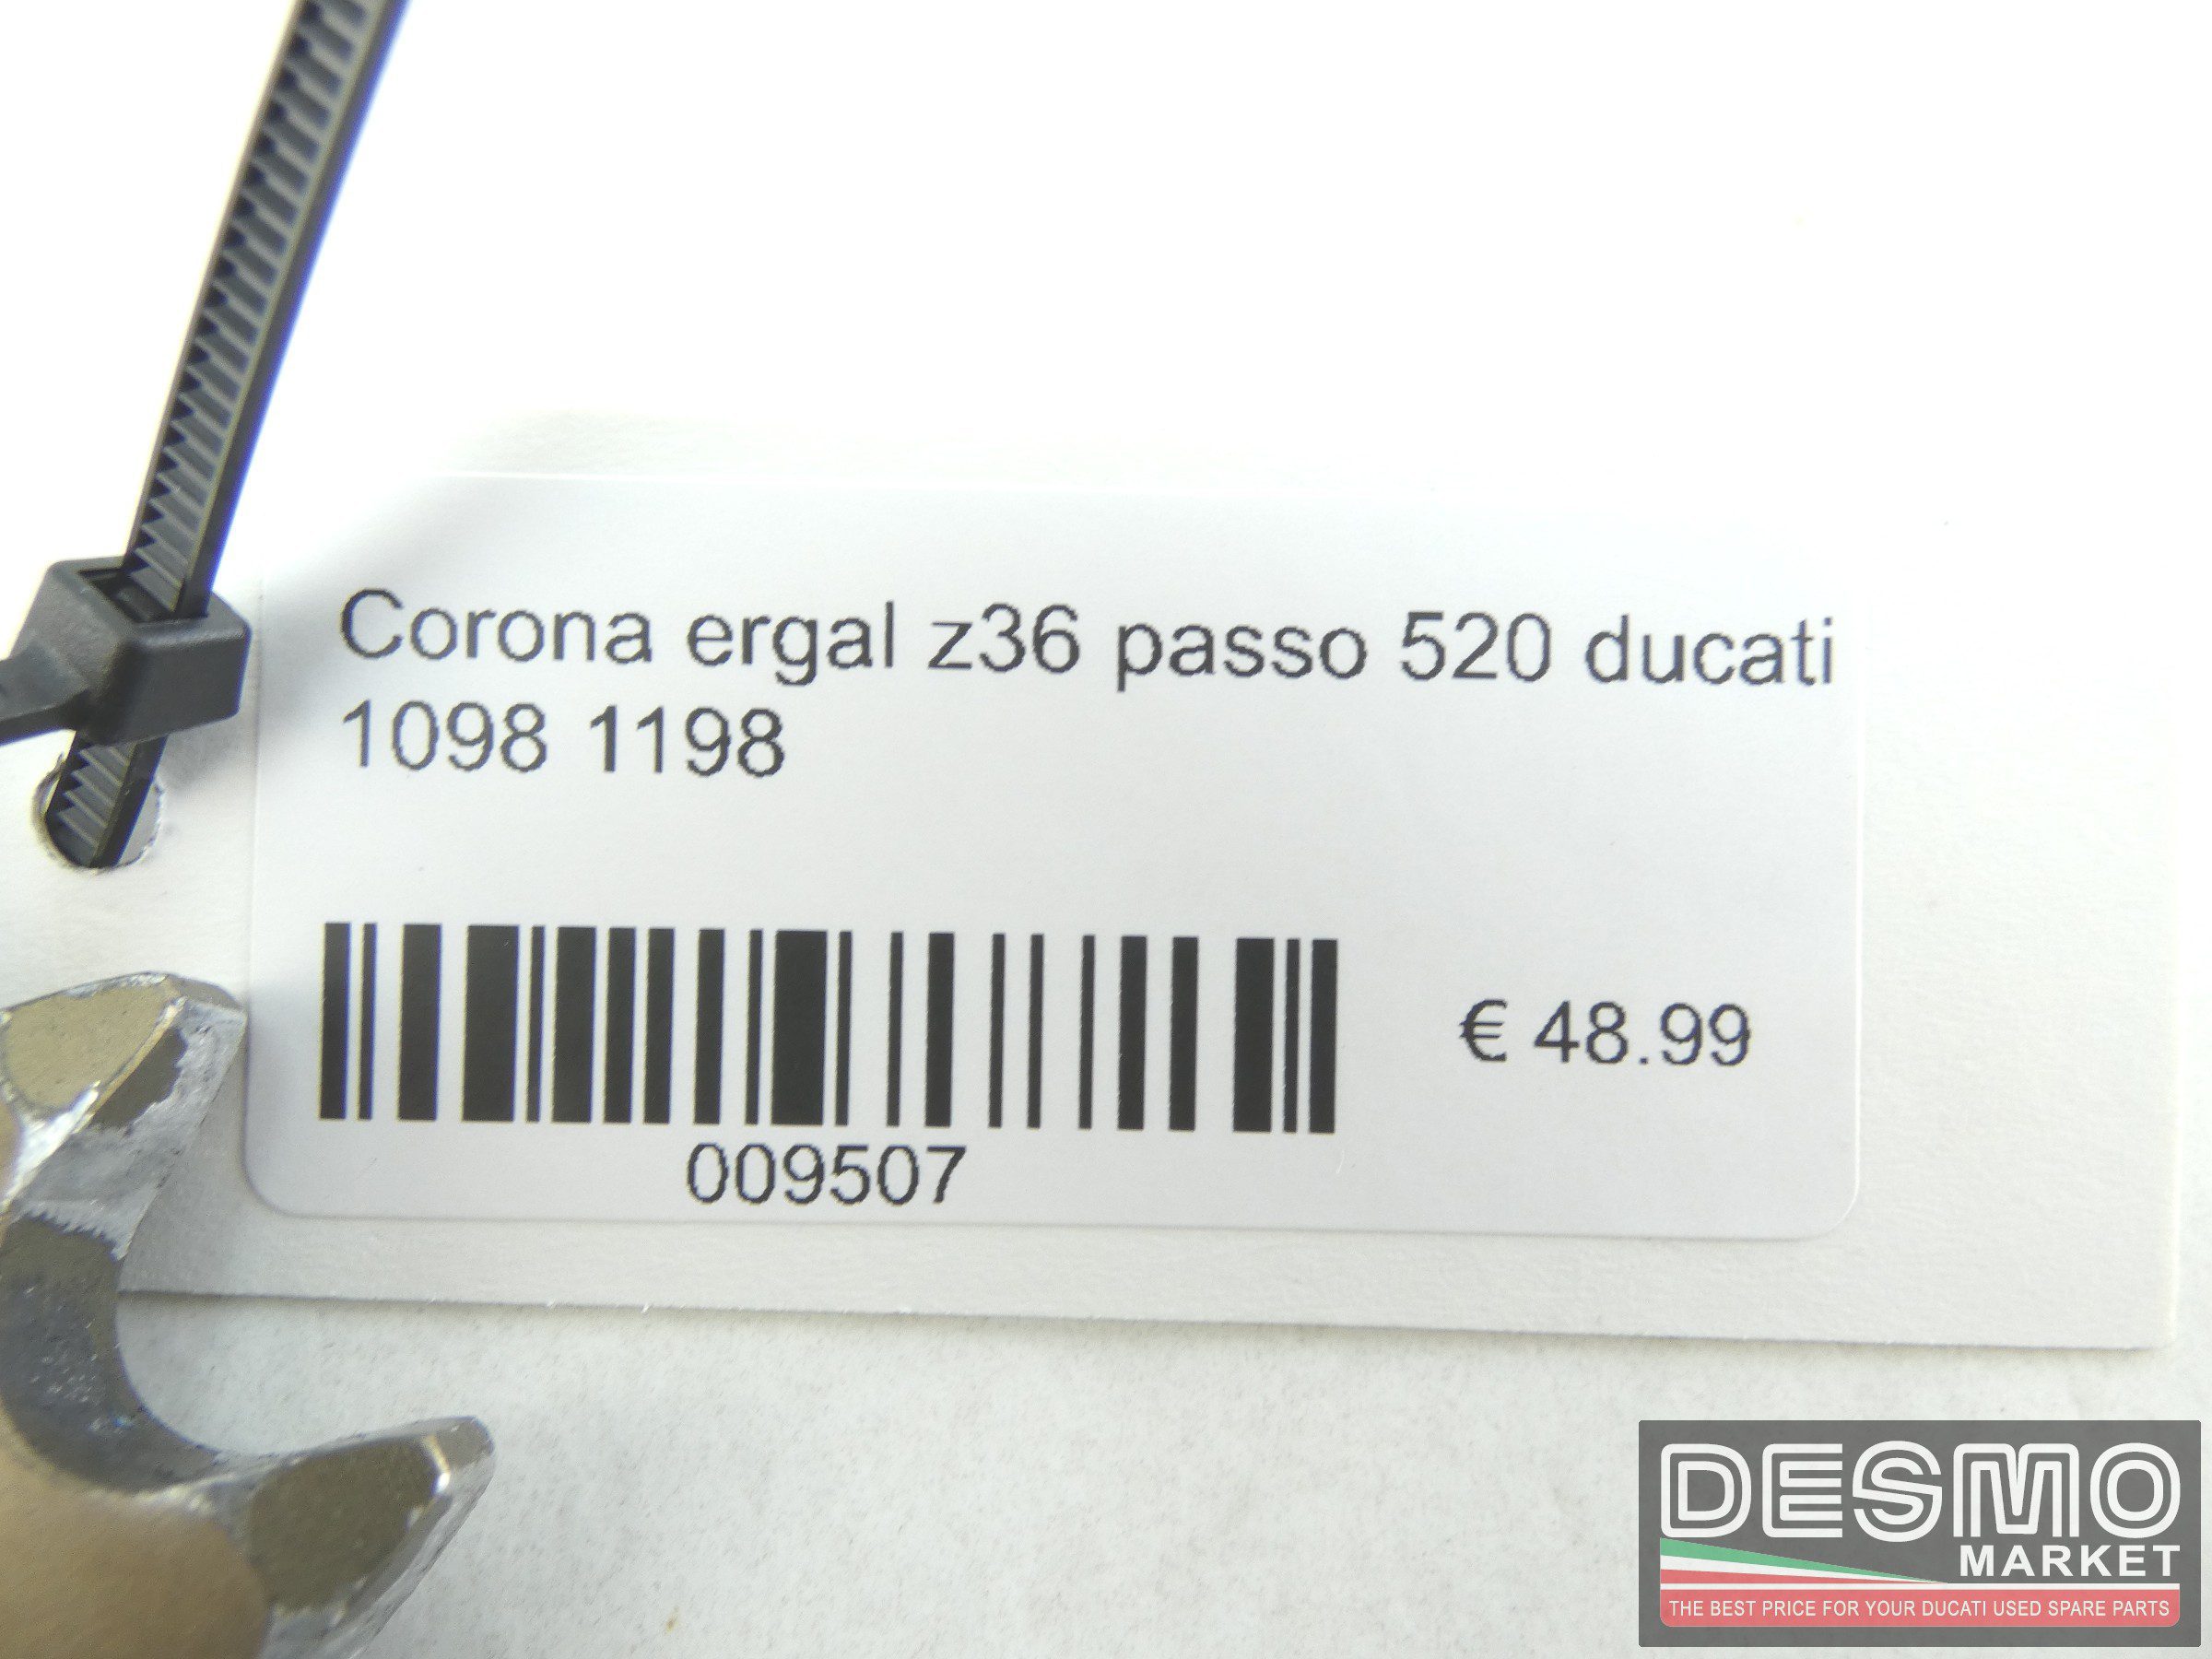 Corona ergal z36 passo 520 ducati
1098 1198
€ 48.99
009507
DESMO
MARKET
THE BEST PRICE FOR YOUR DUCATI USED SPARE PARTS